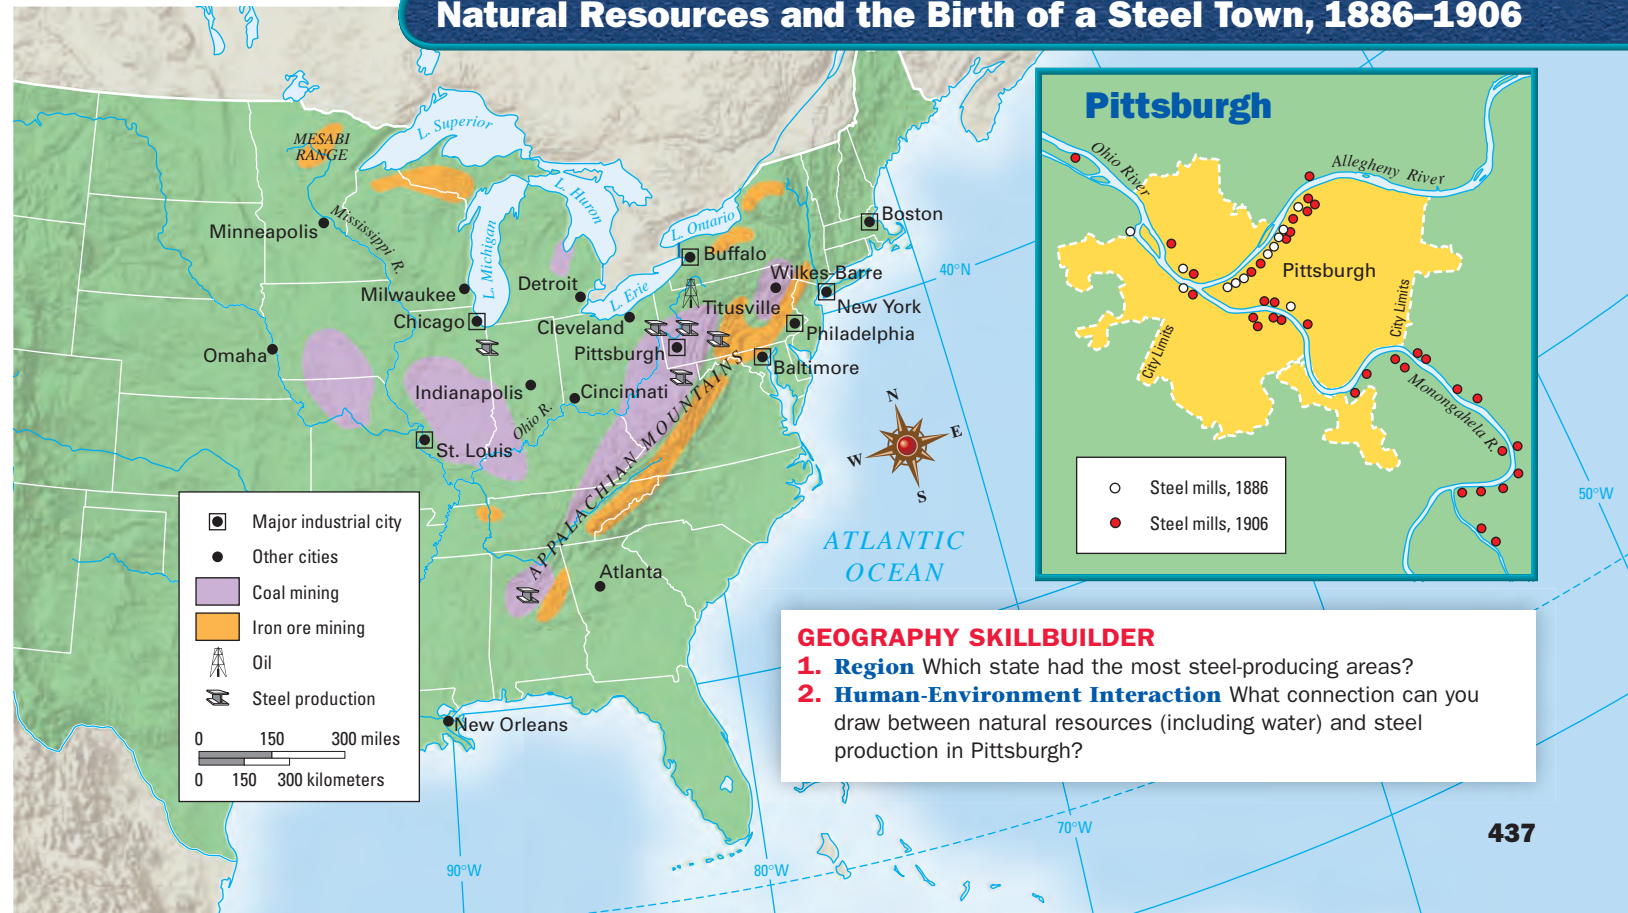 Natural Resources and the Birth of a Steel Town, 1886–1906
MESABI
RANGE
L. Superior
L. Huron
L. Michigan
L. Ontario
L. Erie
Mississippi R.
Minneapolis
Milwaukee
Chicago
Detroit
Cleveland
Buffalo
Boston
Wilkes-Barre
Titusville
New York
Philadelphia
Pittsburgh
Baltimore
Omaha
Indianapolis
Cincinnati
Ohio R.
St. Louis
APPALACHIAN MOUNTAINS
Atlanta
New Orleans
40°N
N
E
W
S
ATLANTIC
OCEAN
50°W
70°W
80°W
90°W
Major industrial city
Other cities
Coal mining
Iron ore mining
Oil
Steel production
0 150 300 miles
0 150 300 kilometers
Pittsburgh
Ohio River
Allegheny River
Pittsburgh
City Limits
City Limits
Monongahela R.
Steel mills, 1886
Steel mills, 1906
GEOGRAPHY SKILLBUILDER
1. Region Which state had the most steel-producing areas?
2. Human-Environment Interaction What connection can you
draw between natural resources (including water) and steel
production in Pittsburgh?
437